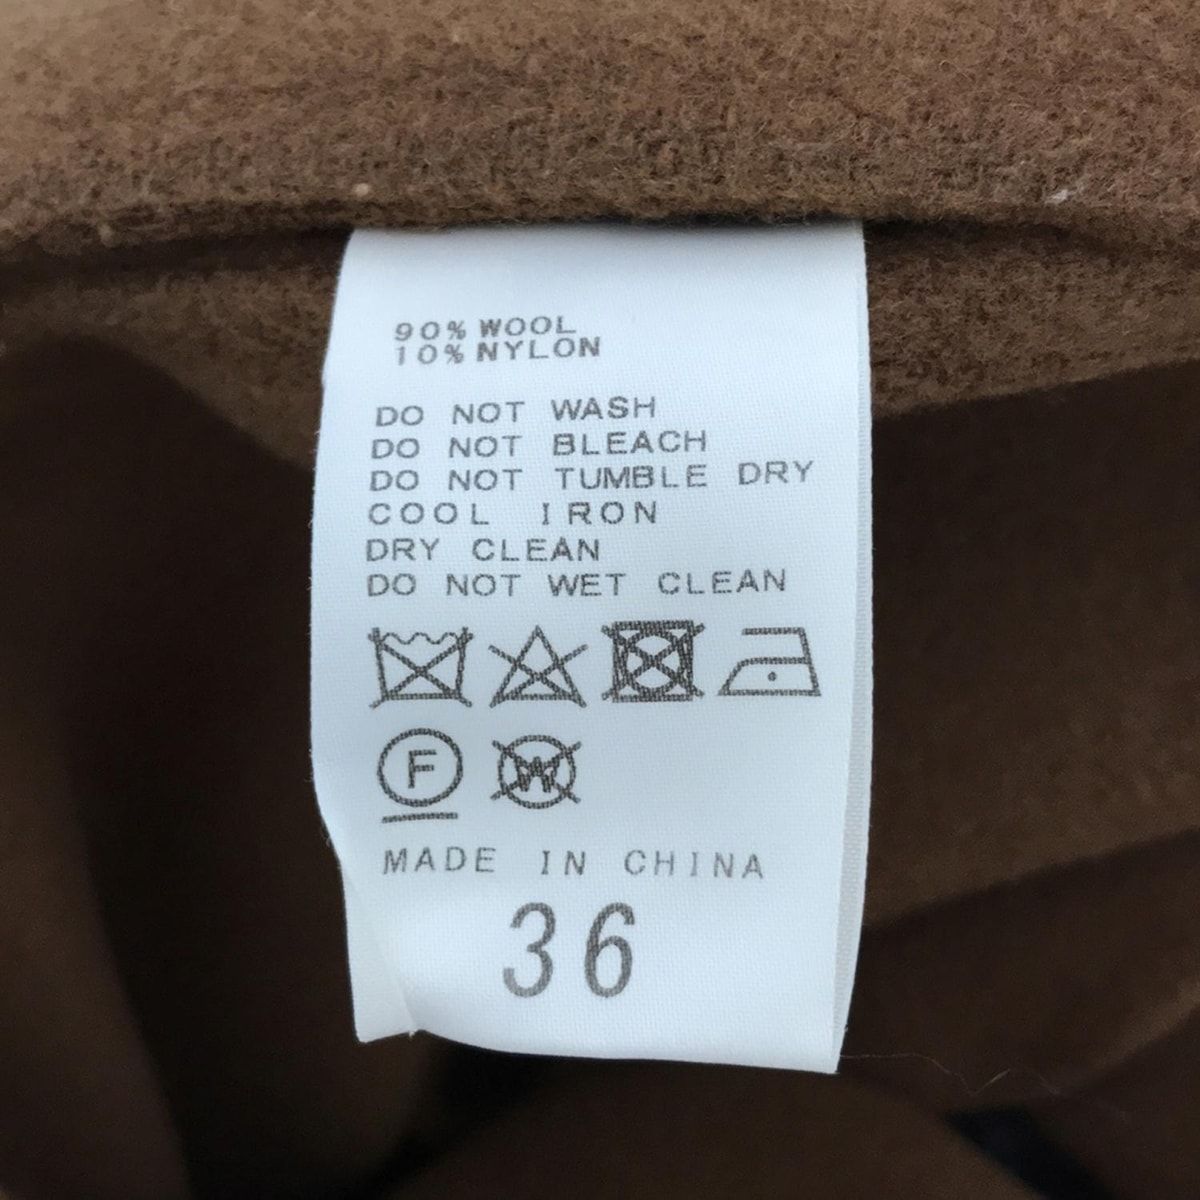 90% WOOL
10% NYLON
DO NOT WASH
DO NOT BLEACH
DO NOT TUMBLE DRY
COOL IRON
DRY CLEAN
DO NOT WET CLEAN
F W
MADE IN CHINA
36